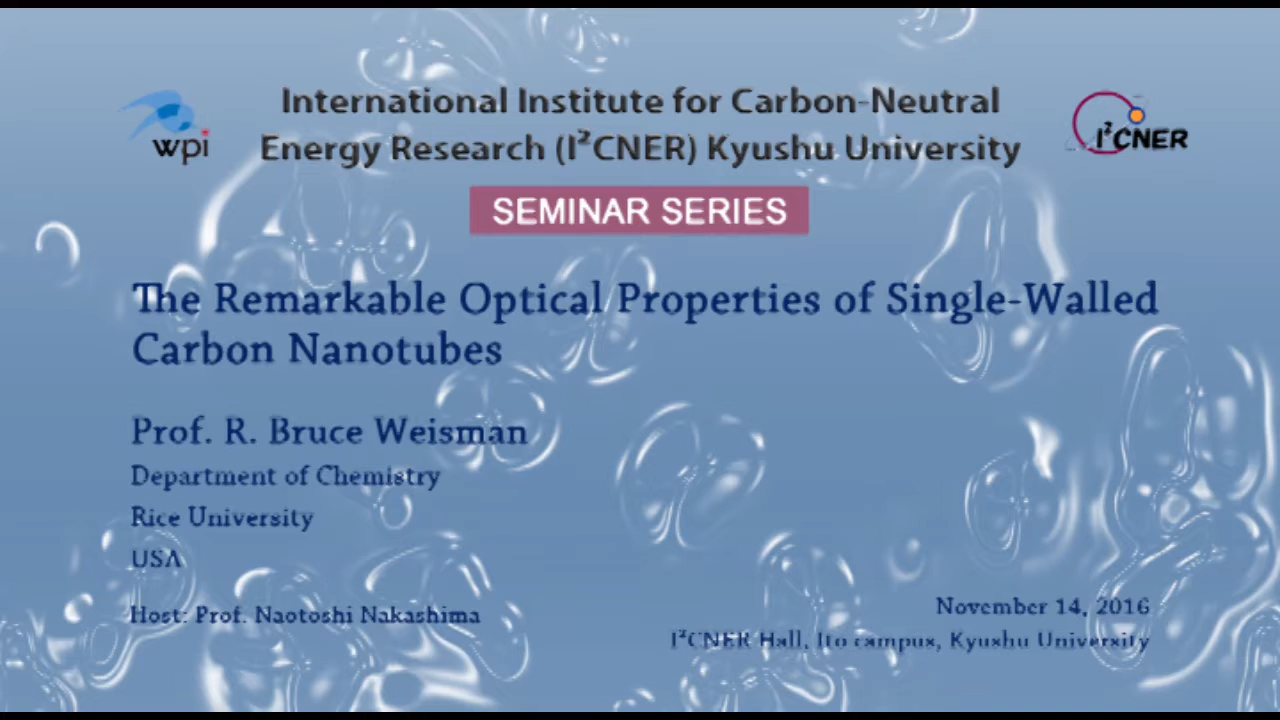 International Institute for Carbon-Neutral
Energy Research (I²CNER) Kyushu University
wpi
I²CNER
SEMINAR SERIES
The Remarkable Optical Properties of Single-Walled
Carbon Nanotubes
Prof. R. Bruce Weisman
Department of Chemistry
Rice University
USA
Host: Prof. Naotoshi Nakashima
November 14, 2016
I²CNER Hall, Ito campus, Kyushu University